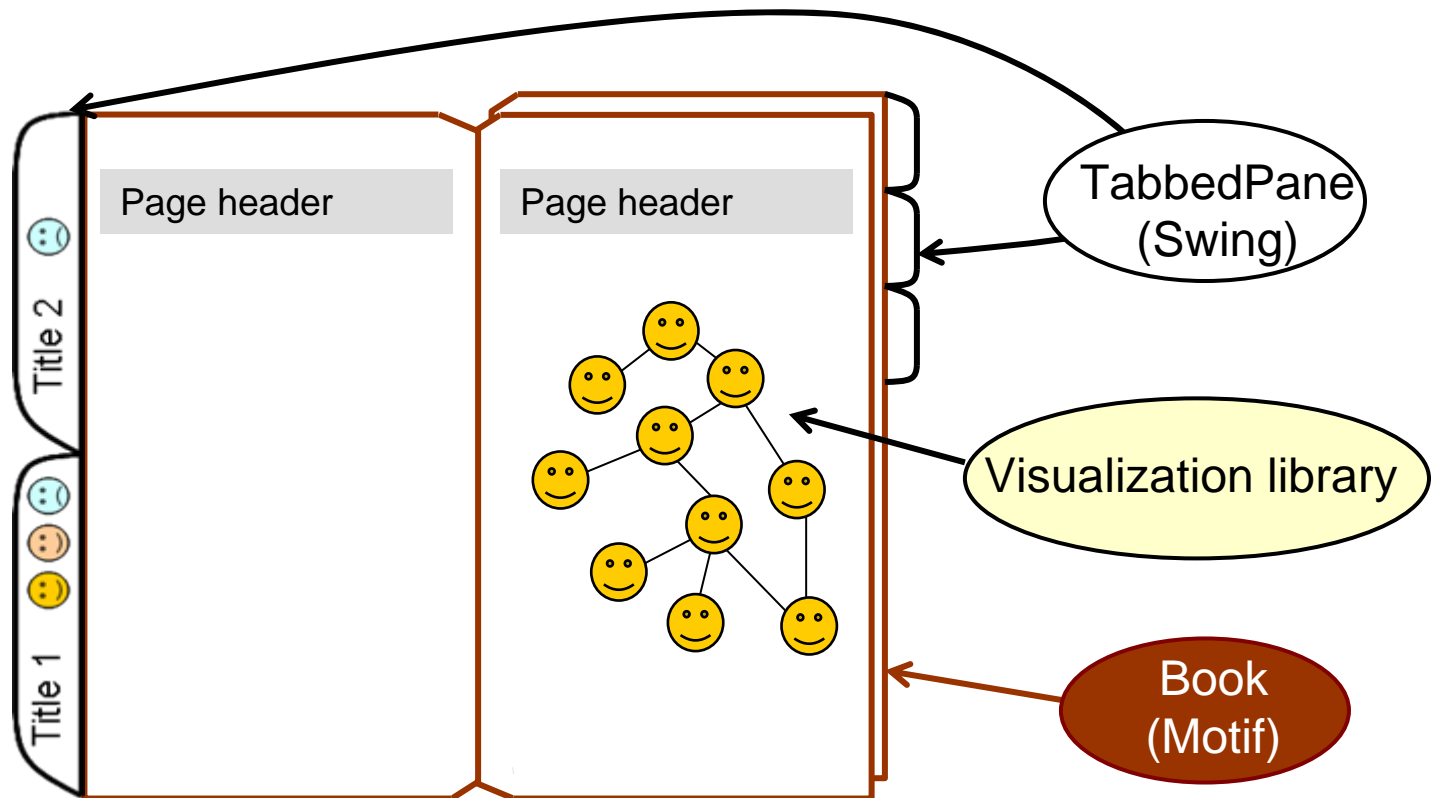 Page header
Page header
TabbedPane
(Swing)
Title 2
Visualization library
Title 1
Book
(Motif)